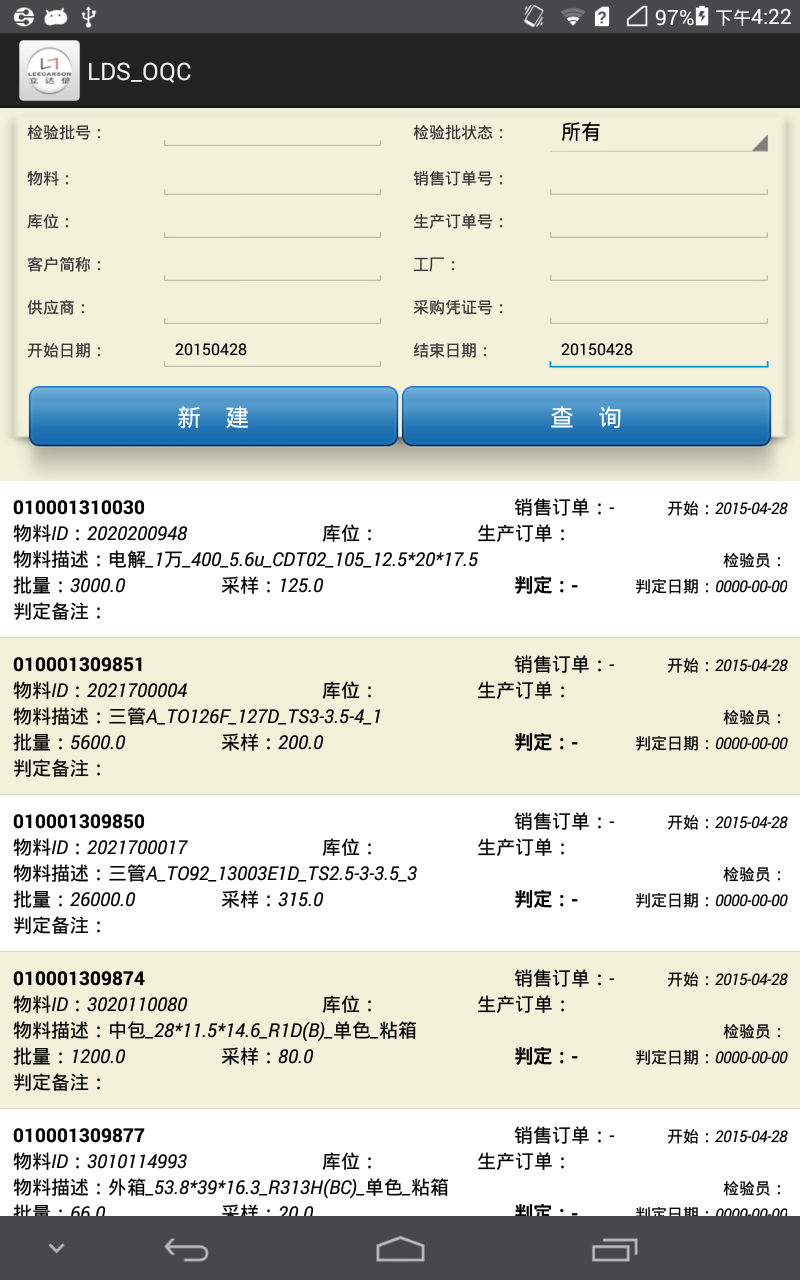 97% 下午4:22
LEEDARSON 立达信 LDS_OQC
检验批号： 检验批状态： 所有
物料： 销售订单号：
库位： 生产订单号：
客户简称： 工厂：
供应商： 采购凭证号：
开始日期： 20150428 结束日期： 20150428
新 建 查 询
010001310030 销售订单：- 开始：2015-04-28
物料ID：2020200948 库位： 生产订单：
物料描述：电解_1万_400_5.6u_CDT02_105_12.5*20*17.5 检验员：
批量：3000.0 采样：125.0 判定：- 判定日期：0000-00-00
判定备注：
010001309851 销售订单：- 开始：2015-04-28
物料ID：2021700004 库位： 生产订单：
物料描述：三管A_TO126F_127D_TS3-3.5-4_1 检验员：
批量：5600.0 采样：200.0 判定：- 判定日期：0000-00-00
判定备注：
010001309850 销售订单：- 开始：2015-04-28
物料ID：2021700017 库位： 生产订单：
物料描述：三管A_TO92_13003E1D_TS2.5-3-3.5_3 检验员：
批量：26000.0 采样：315.0 判定：- 判定日期：0000-00-00
判定备注：
010001309874 销售订单：- 开始：2015-04-28
物料ID：3020110080 库位： 生产订单：
物料描述：中包_28*11.5*14.6_R1D(B)_单色_粘箱 检验员：
批量：1200.0 采样：80.0 判定：- 判定日期：0000-00-00
判定备注：
010001309877 销售订单：- 开始：2015-04-28
物料ID：3010114993 库位： 生产订单：
物料描述：外箱_53.8*39*16.3_R313H(BC)_单色_粘箱 检验员：
批量：66.0 采样：20.0 判定：- 判定日期：0000-00-00